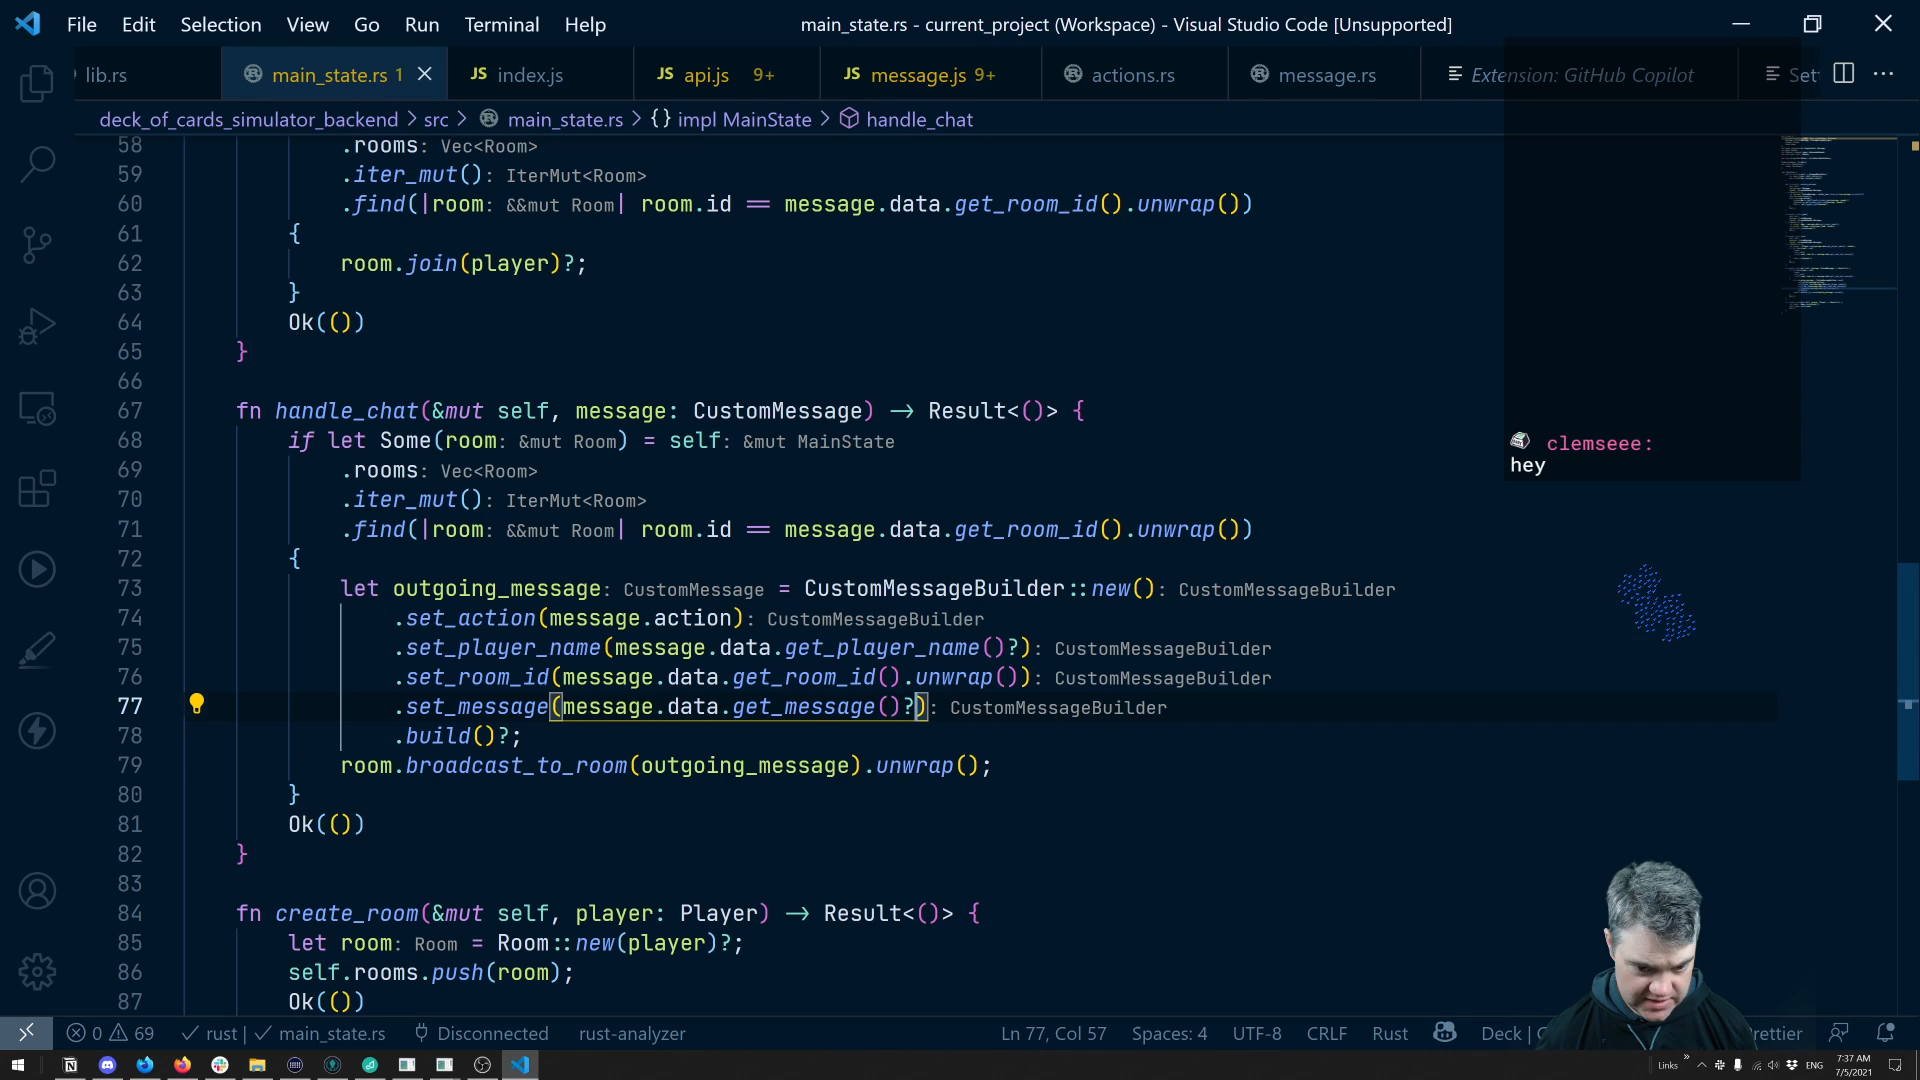 File Edit Selection View Go Run Terminal Help
main_state.rs - current_project (Workspace) - Visual Studio Code [Unsupported]
lib.rs
main_state.rs 1
JS index.js
JS api.js 9+
JS message.js 9+
actions.rs
message.rs
Extension: GitHub Copilot
deck_of_cards_simulator_backend > src > main_state.rs > {} impl MainState > handle_chat
58 .rooms: Vec<Room>
59 .iter_mut(): IterMut<Room>
60 .find(|room: &&mut Room| room.id == message.data.get_room_id().unwrap())
61 {
62 room.join(player)?;
63 }
64 Ok(())
65 }
66
67 fn handle_chat(&mut self, message: CustomMessage) -> Result<()> {
68 if let Some(room: &mut Room) = self: &mut MainState
69 .rooms: Vec<Room>
70 .iter_mut(): IterMut<Room>
71 .find(|room: &&mut Room| room.id == message.data.get_room_id().unwrap())
72 {
73 let outgoing_message: CustomMessage = CustomMessageBuilder::new(): CustomMessageBuilder
74 .set_action(message.action): CustomMessageBuilder
75 .set_player_name(message.data.get_player_name()?): CustomMessageBuilder
76 .set_room_id(message.data.get_room_id().unwrap()): CustomMessageBuilder
77 .set_message(message.data.get_message()?): CustomMessageBuilder
78 .build()?;
79 room.broadcast_to_room(outgoing_message).unwrap();
80 }
81 Ok(())
82 }
83
84 fn create_room(&mut self, player: Player) -> Result<()> {
85 let room: Room = Room::new(player)?;
86 self.rooms.push(room);
87 Ok(())
clemseee:
hey
0 69 rust | main_state.rs Disconnected rust-analyzer
Ln 77, Col 57 Spaces: 4 UTF-8 CRLF Rust
Links ENG
7:37 AM
7/5/2021